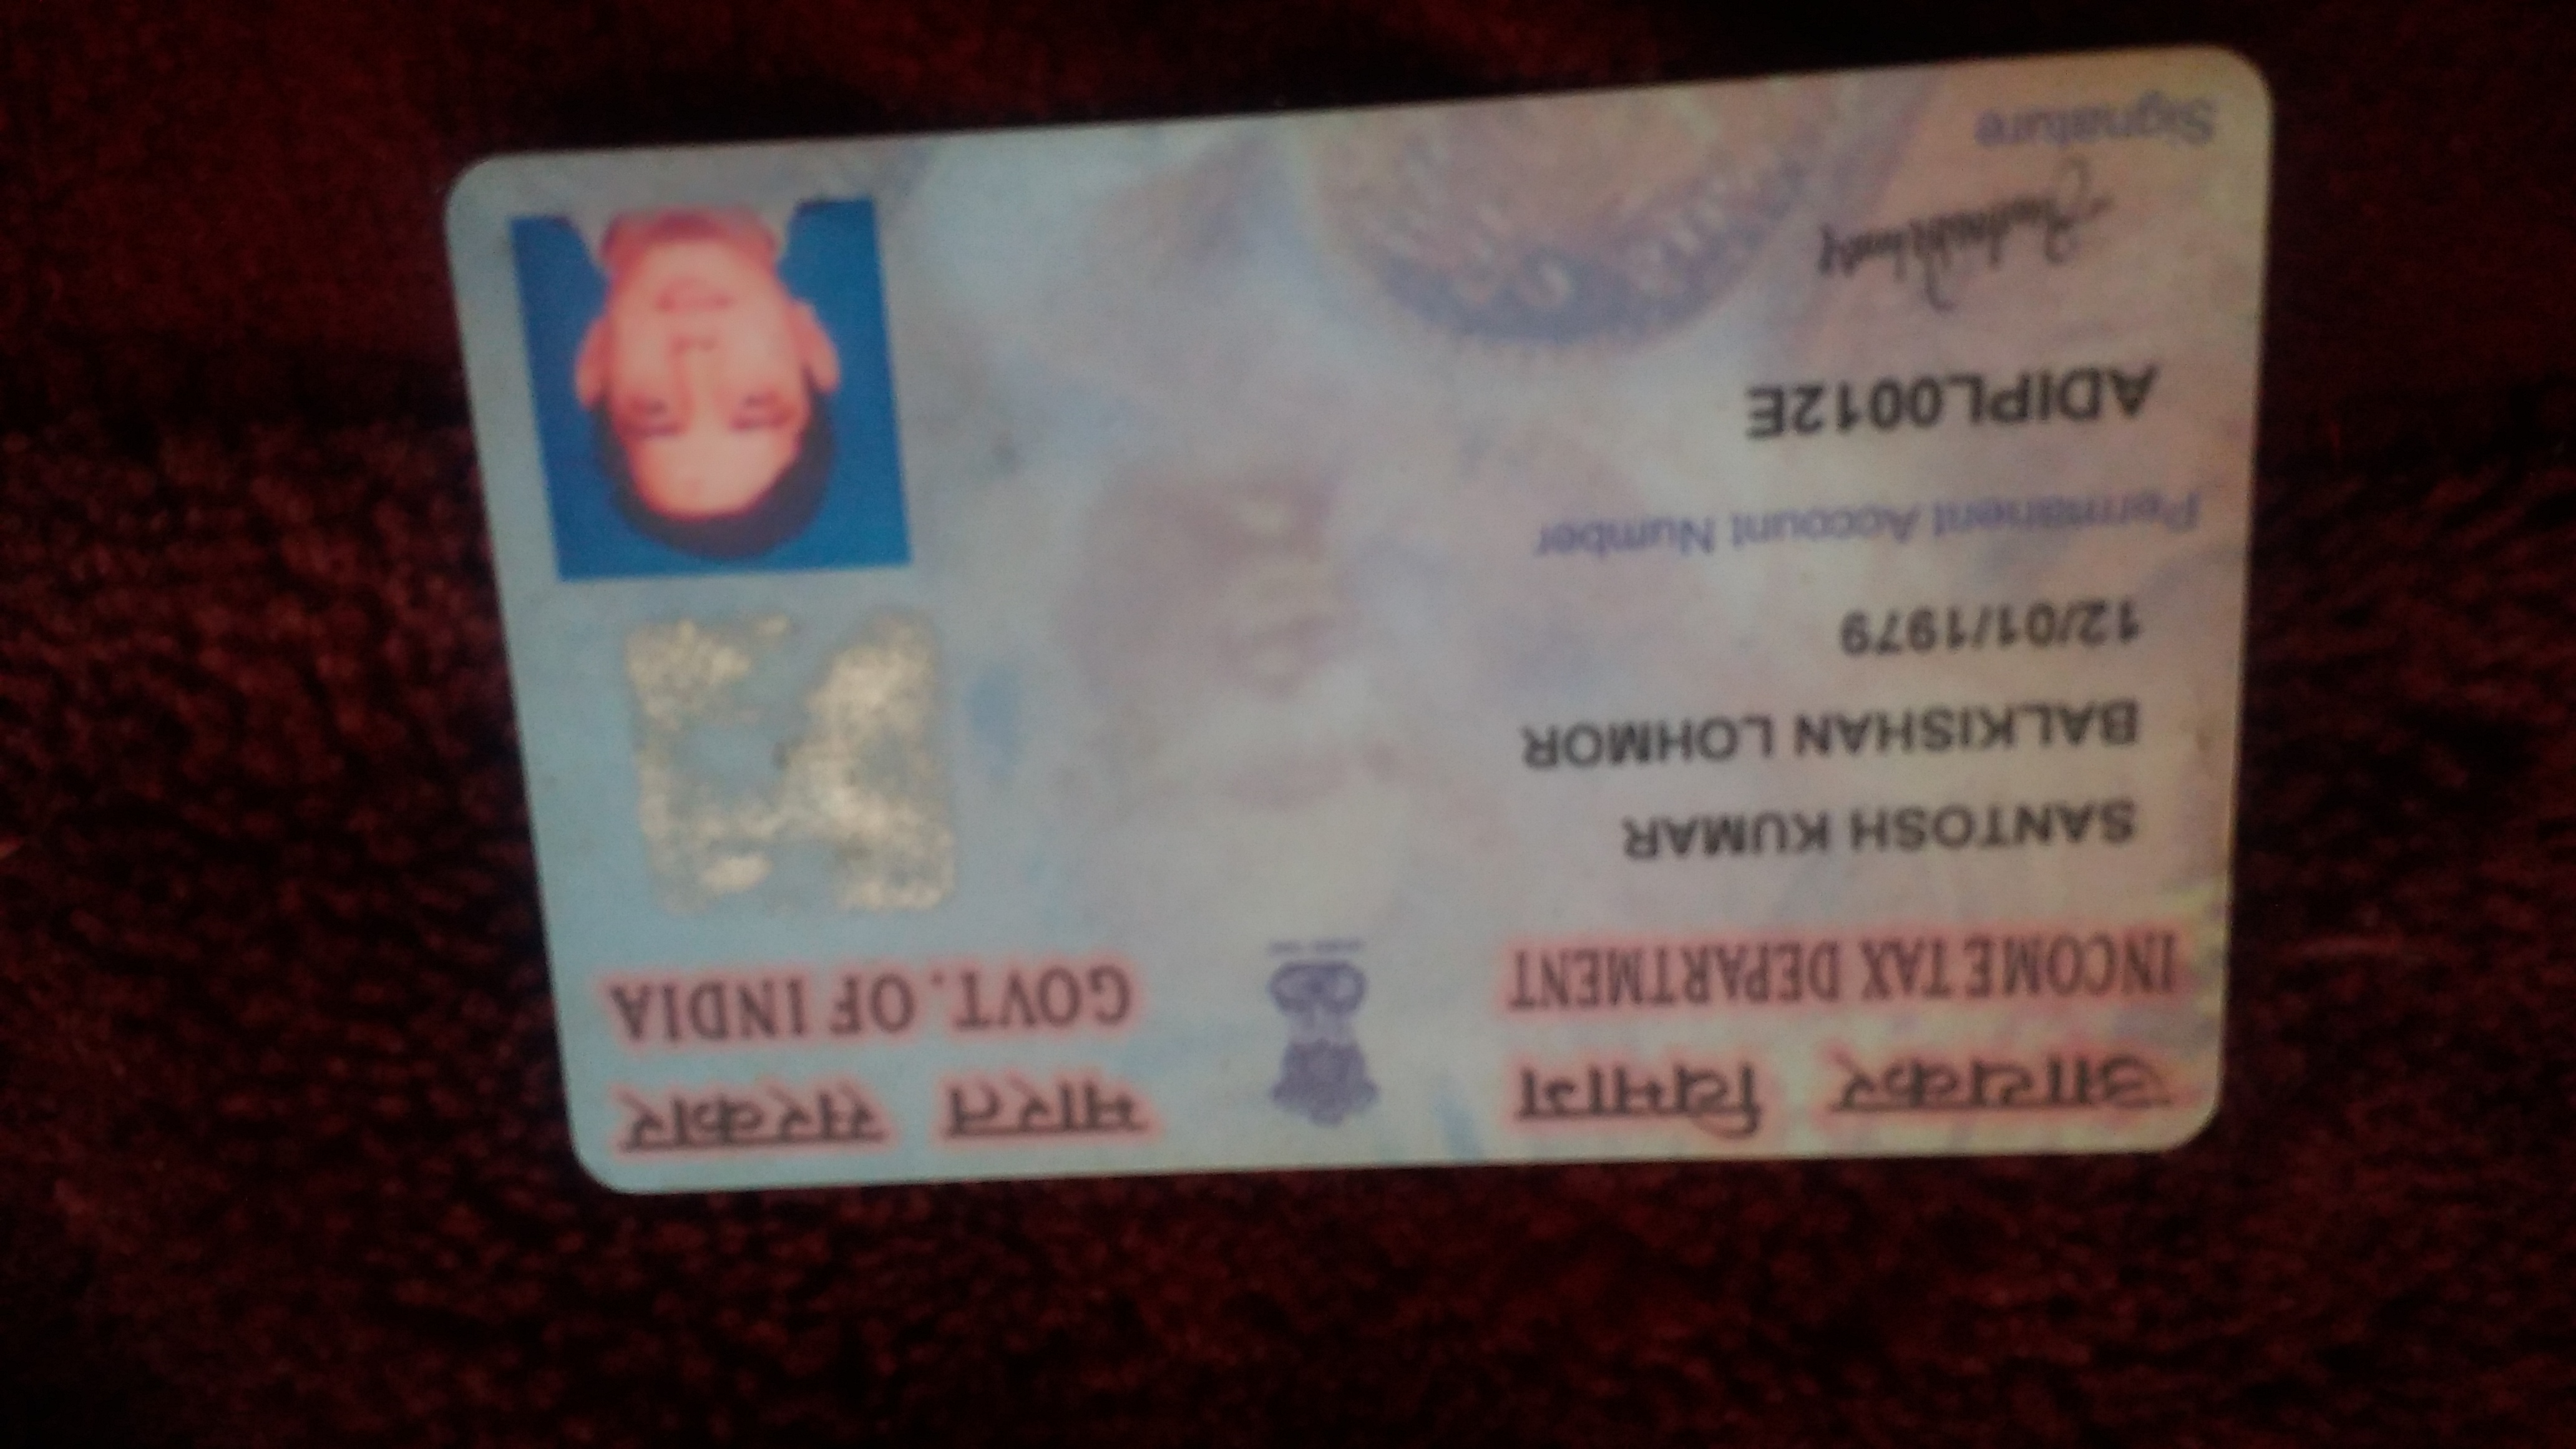 आयकर विभाग
INCOME TAX DEPARTMENT
भारत सरकार
GOVT. OF INDIA
SANTOSH KUMAR
BALKISHAN LOHMOR
12/01/1979
Permanent Account Number
ADIPL0012E
Signature